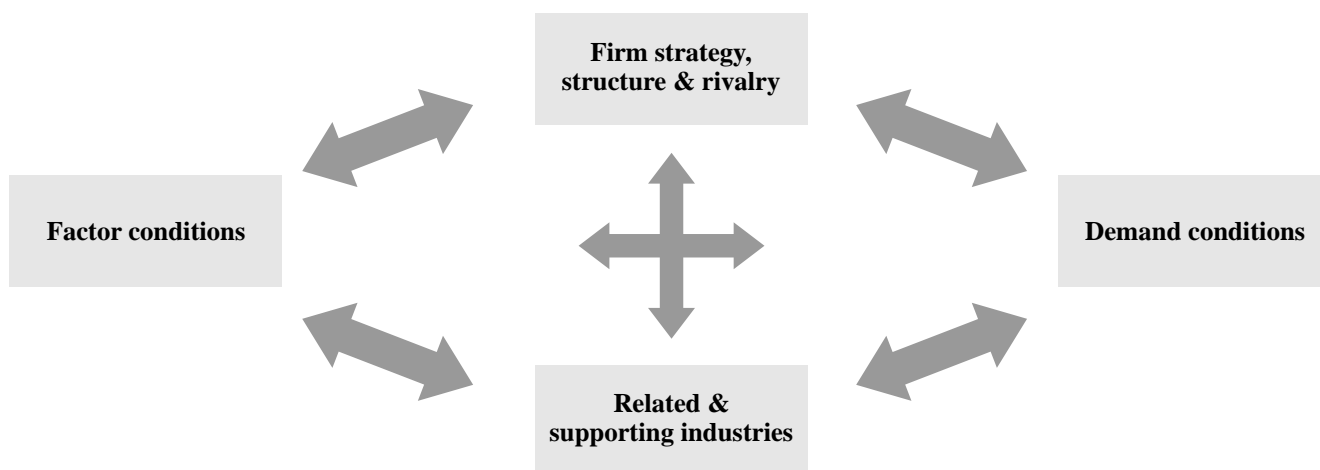 Firm strategy,
structure & rivalry
Factor conditions
Demand conditions
Related &
supporting industries